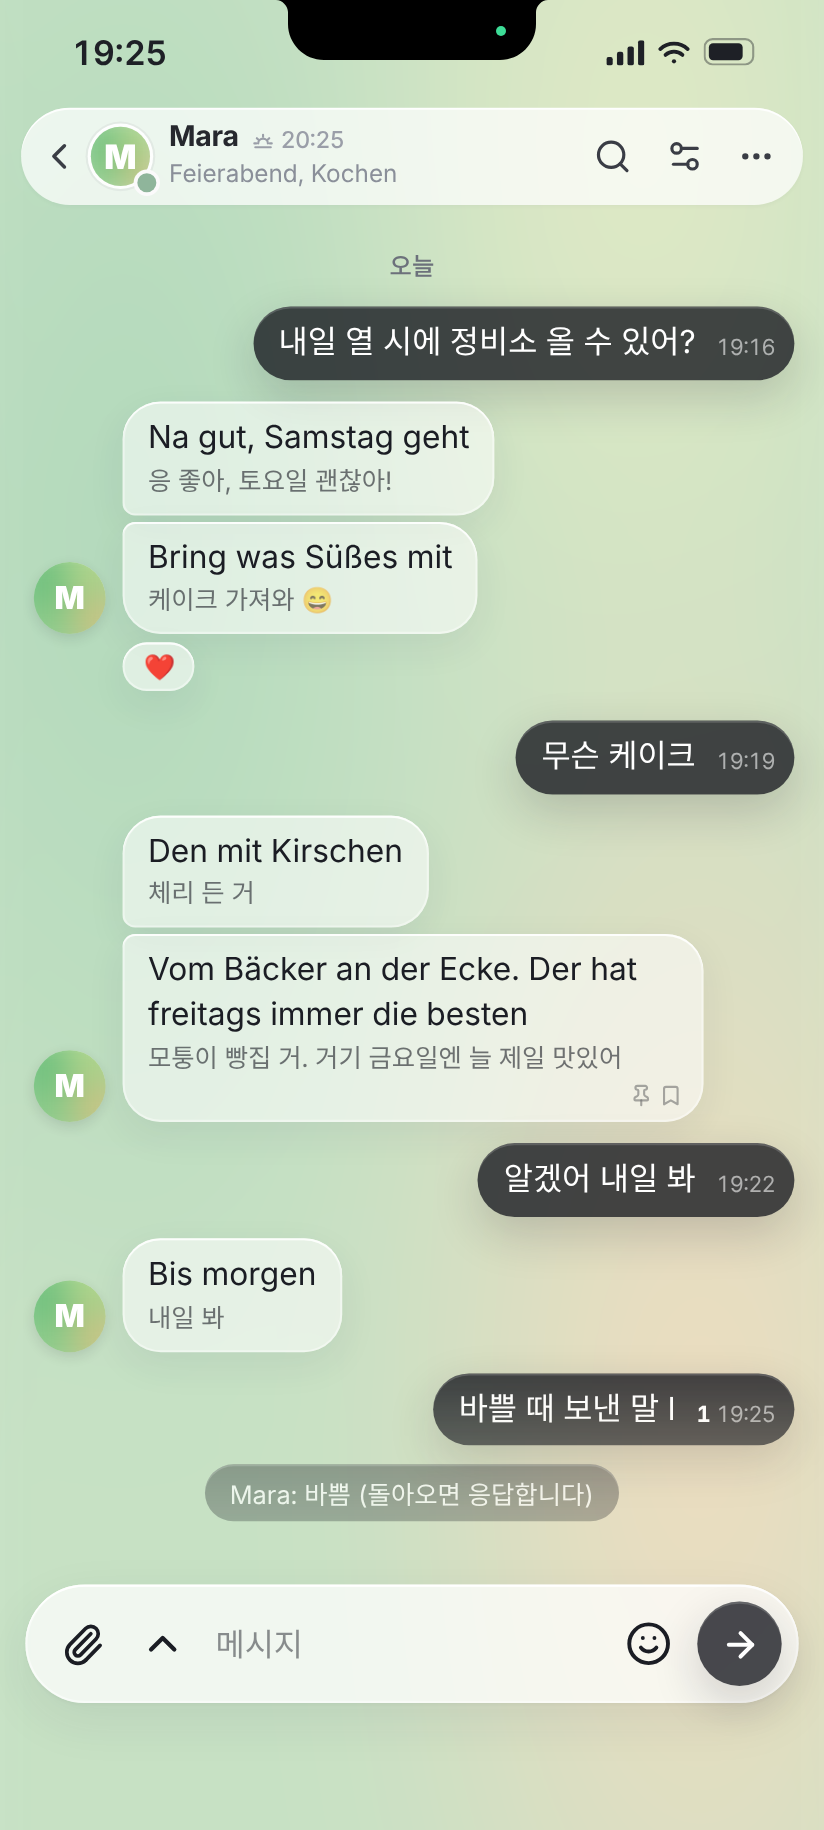 19:25
Mara 20:25
M
Feierabend, Kochen
오늘
내일 열 시에 정비소 올 수 있어? 19:16
Na gut, Samstag geht
응 좋아, 토요일 괜찮아!
Bring was Süßes mit
케이크 가져와 😄
M
❤️
무슨 케이크 19:19
Den mit Kirschen
체리 든 거
Vom Bäcker an der Ecke. Der hat
freitags immer die besten
모퉁이 빵집 거. 거기 금요일엔 늘 제일 맛있어
M
알겠어 내일 봐 19:22
Bis morgen
내일 봐
M
바쁠 때 보낸 말 I 1 19:25
Mara: 바쁨 (돌아오면 응답합니다)
메시지